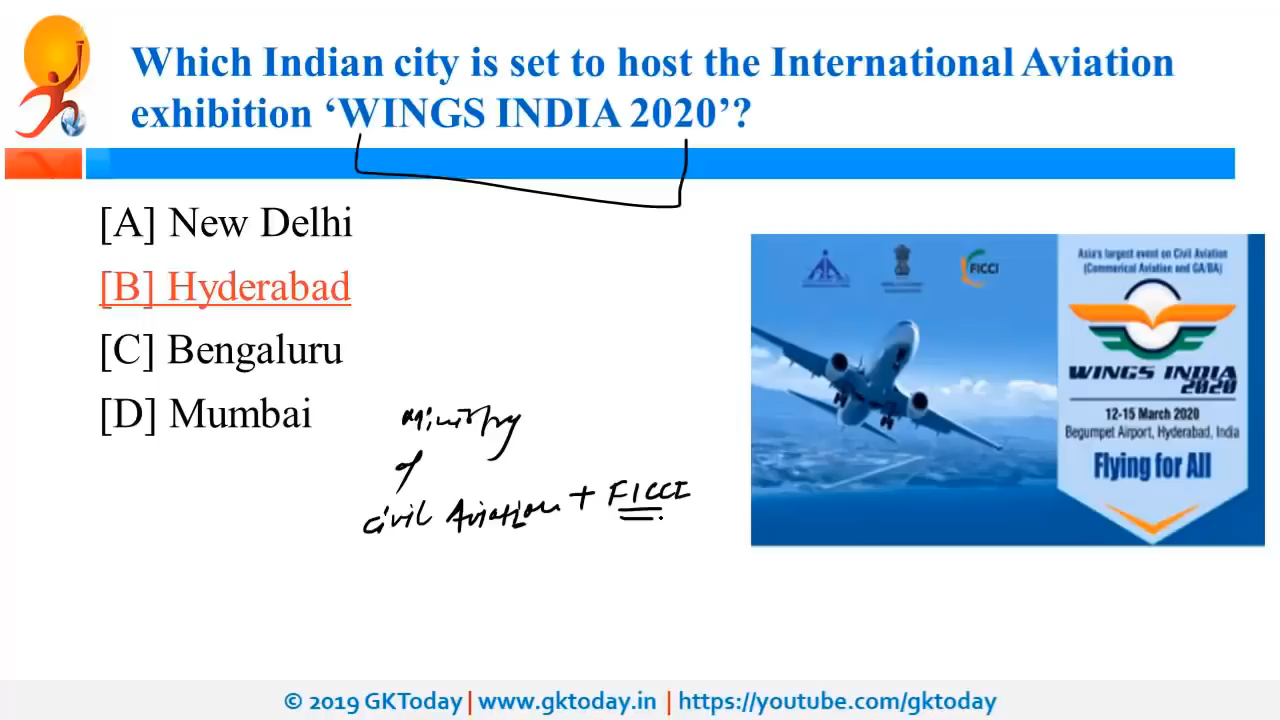 Which Indian city is set to host the International Aviation
exhibition ‘WINGS INDIA 2020’?
[A] New Delhi
[B] Hyderabad
[C] Bengaluru
[D] Mumbai
Ministry
of
Civil Aviation + FICCI
FICCI
Asia's largest event on Civil Aviation
(Commerical Aviation and GA/BA)
WINGS INDIA
2020
12-15 March 2020
Begumpet Airport, Hyderabad, India
Flying for All
© 2019 GKToday | www.gktoday.in | https://youtube.com/gktoday